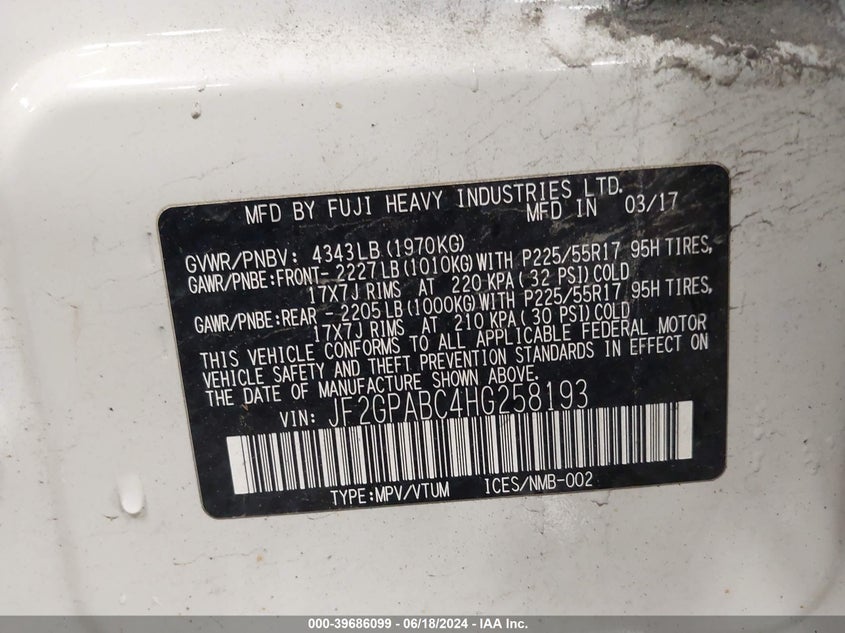 MFD BY FUJI HEAVY INDUSTRIES LTD.
MFD IN 03/17
GVWR/PNBV: 4343LB(1970KG)
GAWR/PNBE:FRONT- 2227LB(1010KG)WITH P225/55R17 95H TIRES,
17X7J RIMS AT 220 KPA(32 PSI)COLD
GAWR/PNBE:REAR - 2205LB(1000KG)WITH P225/55R17 95H TIRES,
17X7J RIMS AT 210 KPA(30 PSI)COLD
THIS VEHICLE CONFORMS TO ALL APPLICABLE FEDERAL MOTOR
VEHICLE SAFETY AND THEFT PREVENTION STANDARDS IN EFFECT ON
THE DATE OF MANUFACTURE SHOWN ABOVE.
VIN: JF2GPABC4HG258193
TYPE:MPV/VTUM ICES/NMB-002
000-39686099 - 06/18/2024 - IAA Inc.